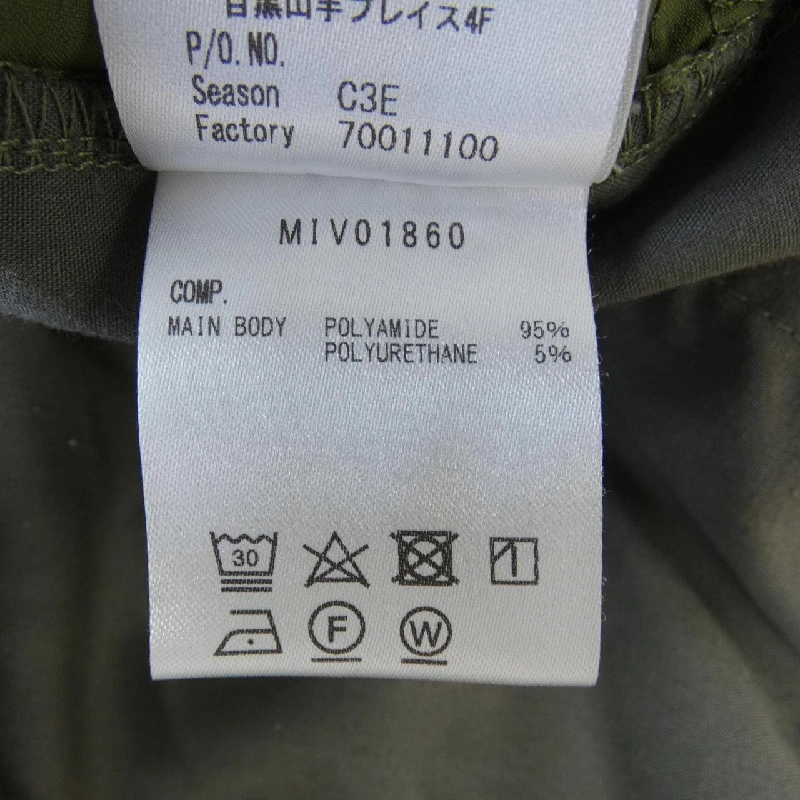 目黒山手プレイス4F
P/O.NO.
Season C3E
Factory 70011100
MIV01860
COMP.
MAIN BODY POLYAMIDE 95%
POLYURETHANE 5%
30
F W